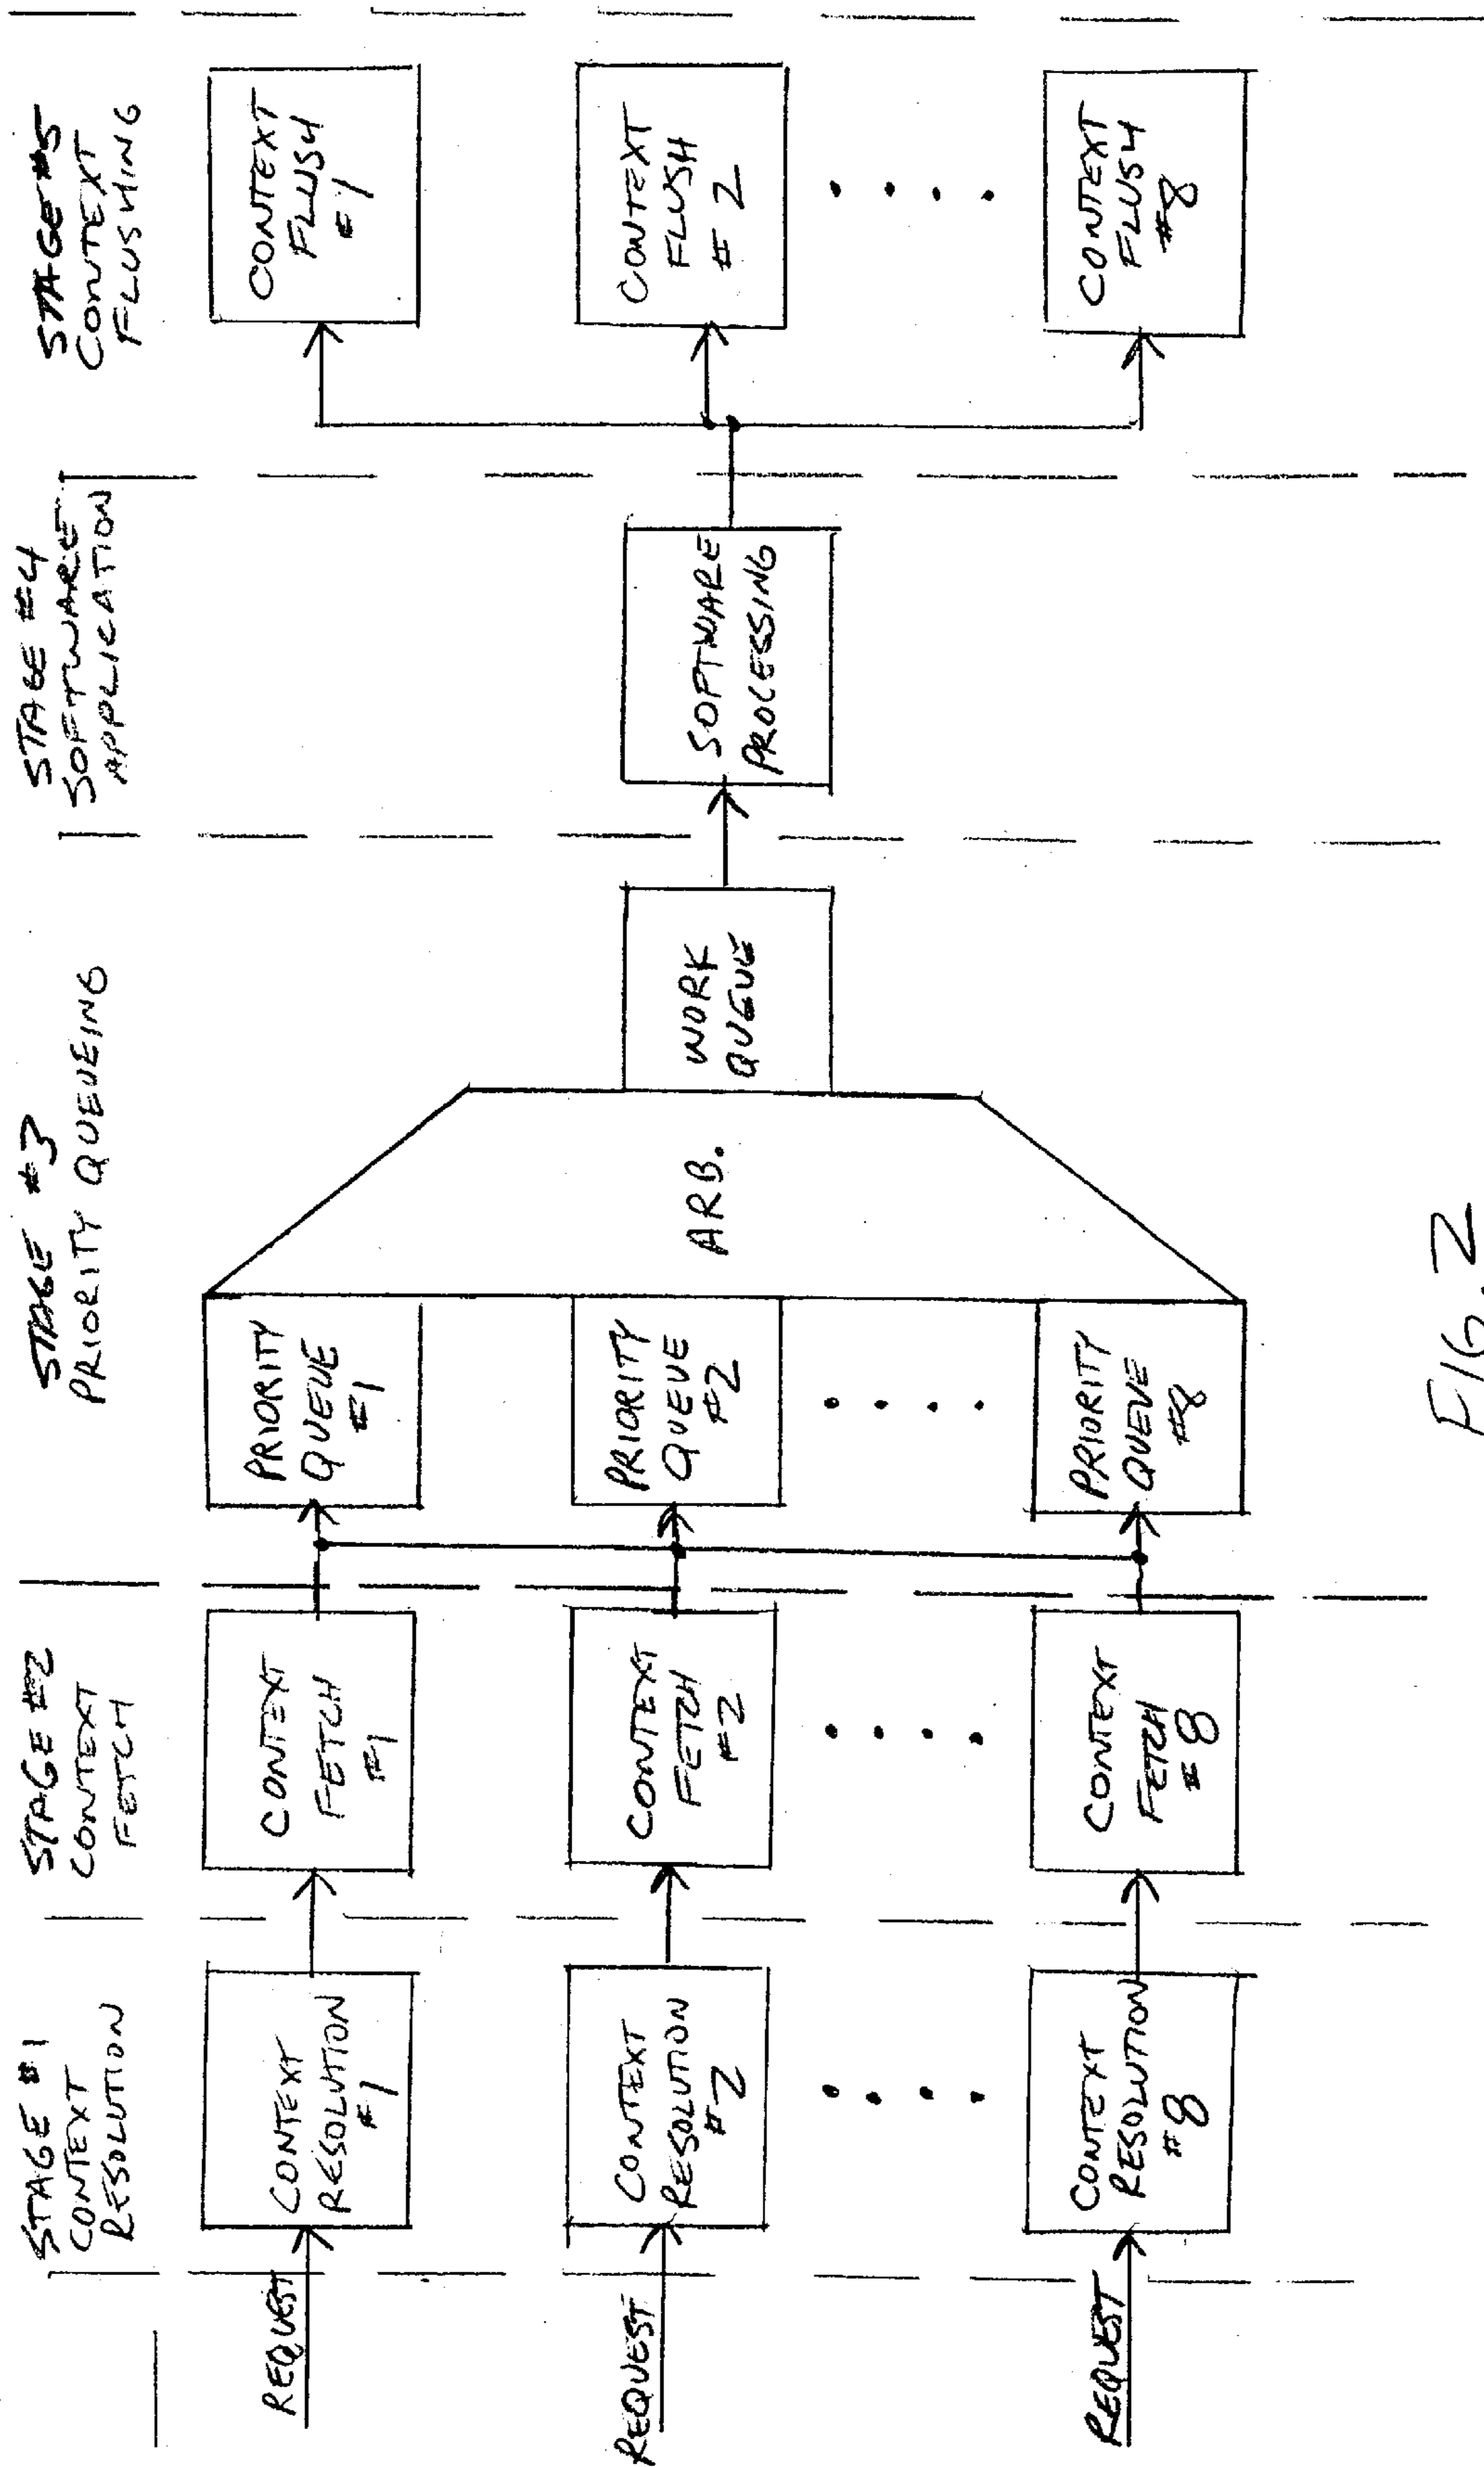 STAGE #1
CONTEXT
RESOLUTION
STAGE #2
CONTEXT
FETCH
STAGE #3
PRIORITY QUEUEING
STAGE #4
SOFTWARE
APPLICATION
STAGE #5
CONTEXT
FLUSHING
REQUEST
CONTEXT
RESOLUTION
#1
CONTEXT
FETCH
#1
PRIORITY
QUEUE
#1
CONTEXT
FLUSH
#1
REQUEST
CONTEXT
RESOLUTION
#2
CONTEXT
FETCH
#2
PRIORITY
QUEUE
#2
ARB.
WORK
QUEUE
SOFTWARE
PROCESSING
CONTEXT
FLUSH
#2
REQUEST
CONTEXT
RESOLUTION
#8
CONTEXT
FETCH
#8
PRIORITY
QUEUE
#8
CONTEXT
FLUSH
#8
FIG. 2